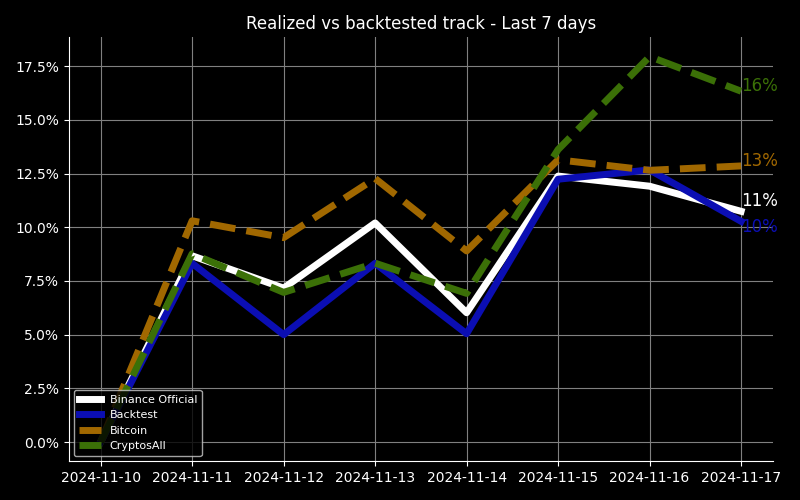 Realized vs backtested track - Last 7 days
17.5%
15.0%
12.5%
10.0%
7.5%
5.0%
2.5%
0.0%
16%
13%
11%
10%
Binance Official
Backtest
Bitcoin
CryptosAll
2024-11-10 2024-11-11 2024-11-12 2024-11-13 2024-11-14 2024-11-15 2024-11-16 2024-11-17